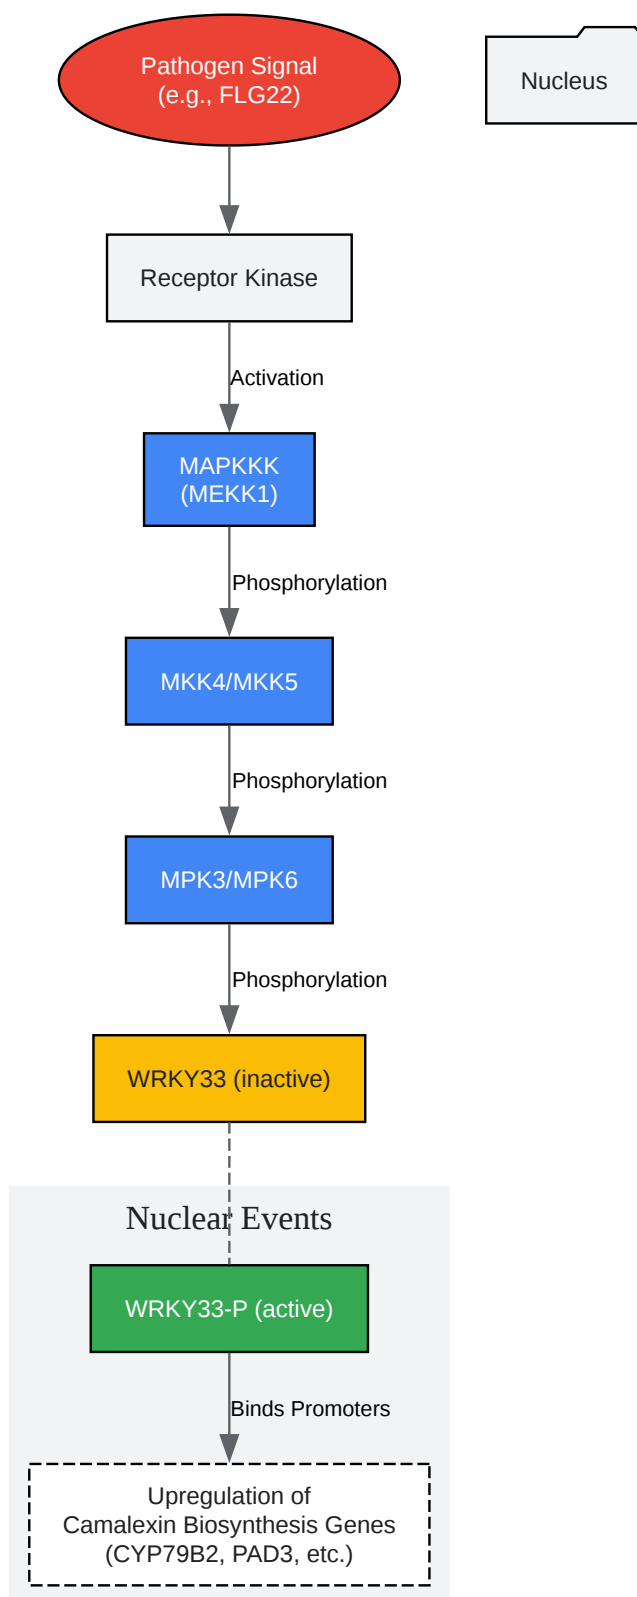 Pathogen Signal
(e.g., FLG22)
Nucleus
Receptor Kinase
Activation
MAPKKK
(MEKK1)
Phosphorylation
MKK4/MKK5
Phosphorylation
MPK3/MPK6
Phosphorylation
WRKY33 (inactive)
Nuclear Events
WRKY33-P (active)
Binds Promoters
Upregulation of
Camalexin Biosynthesis Genes
(CYP79B2, PAD3, etc.)